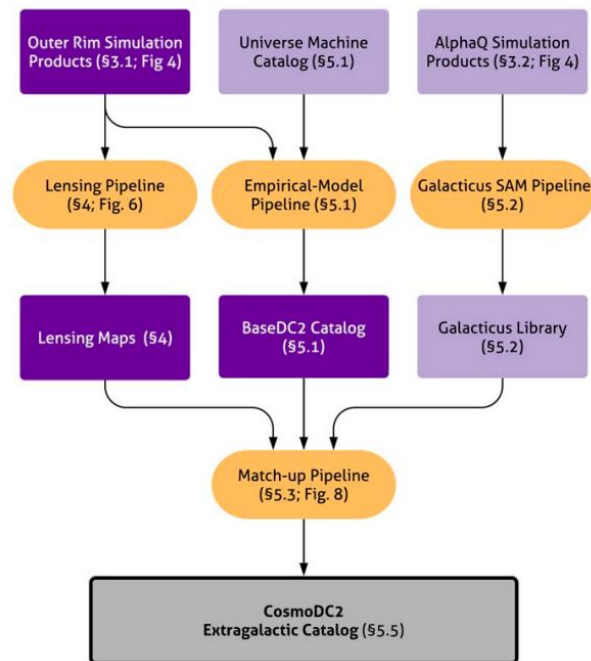 Outer Rim Simulation
Products (§3.1; Fig 4)
Universe Machine
Catalog (§5.1)
AlphaQ Simulation
Products (§3.2; Fig 4)
Lensing Pipeline
(§4; Fig. 6)
Empirical-Model
Pipeline (§5.1)
Galacticus SAM Pipeline
(§5.2)
Lensing Maps (§4)
BaseDC2 Catalog
(§5.1)
Galacticus Library
(§5.2)
Match-up Pipeline
(§5.3; Fig. 8)
CosmoDC2
Extragalactic Catalog (§5.5)